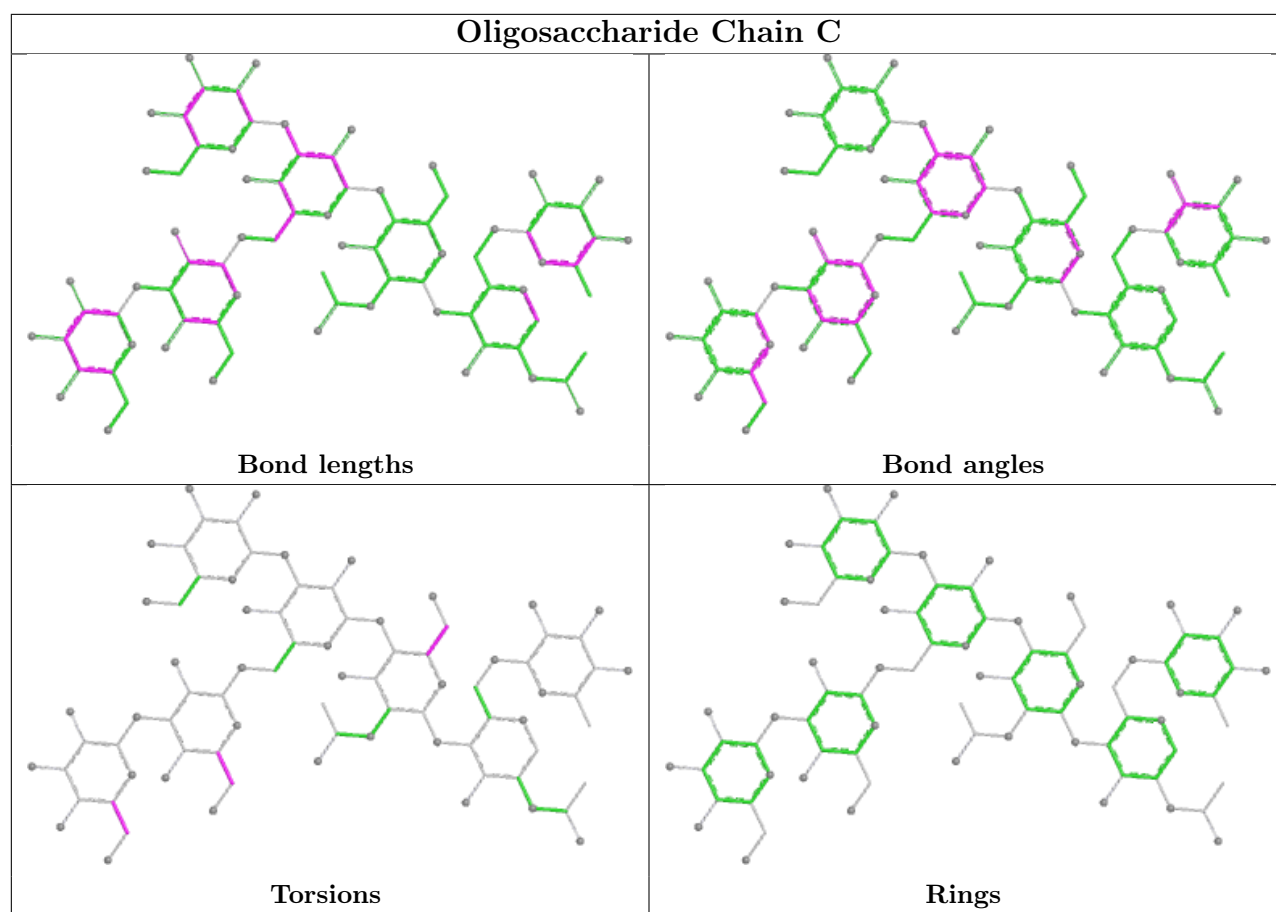 Oligosaccharide Chain C
Bond lengths
Bond angles
Torsions
Rings